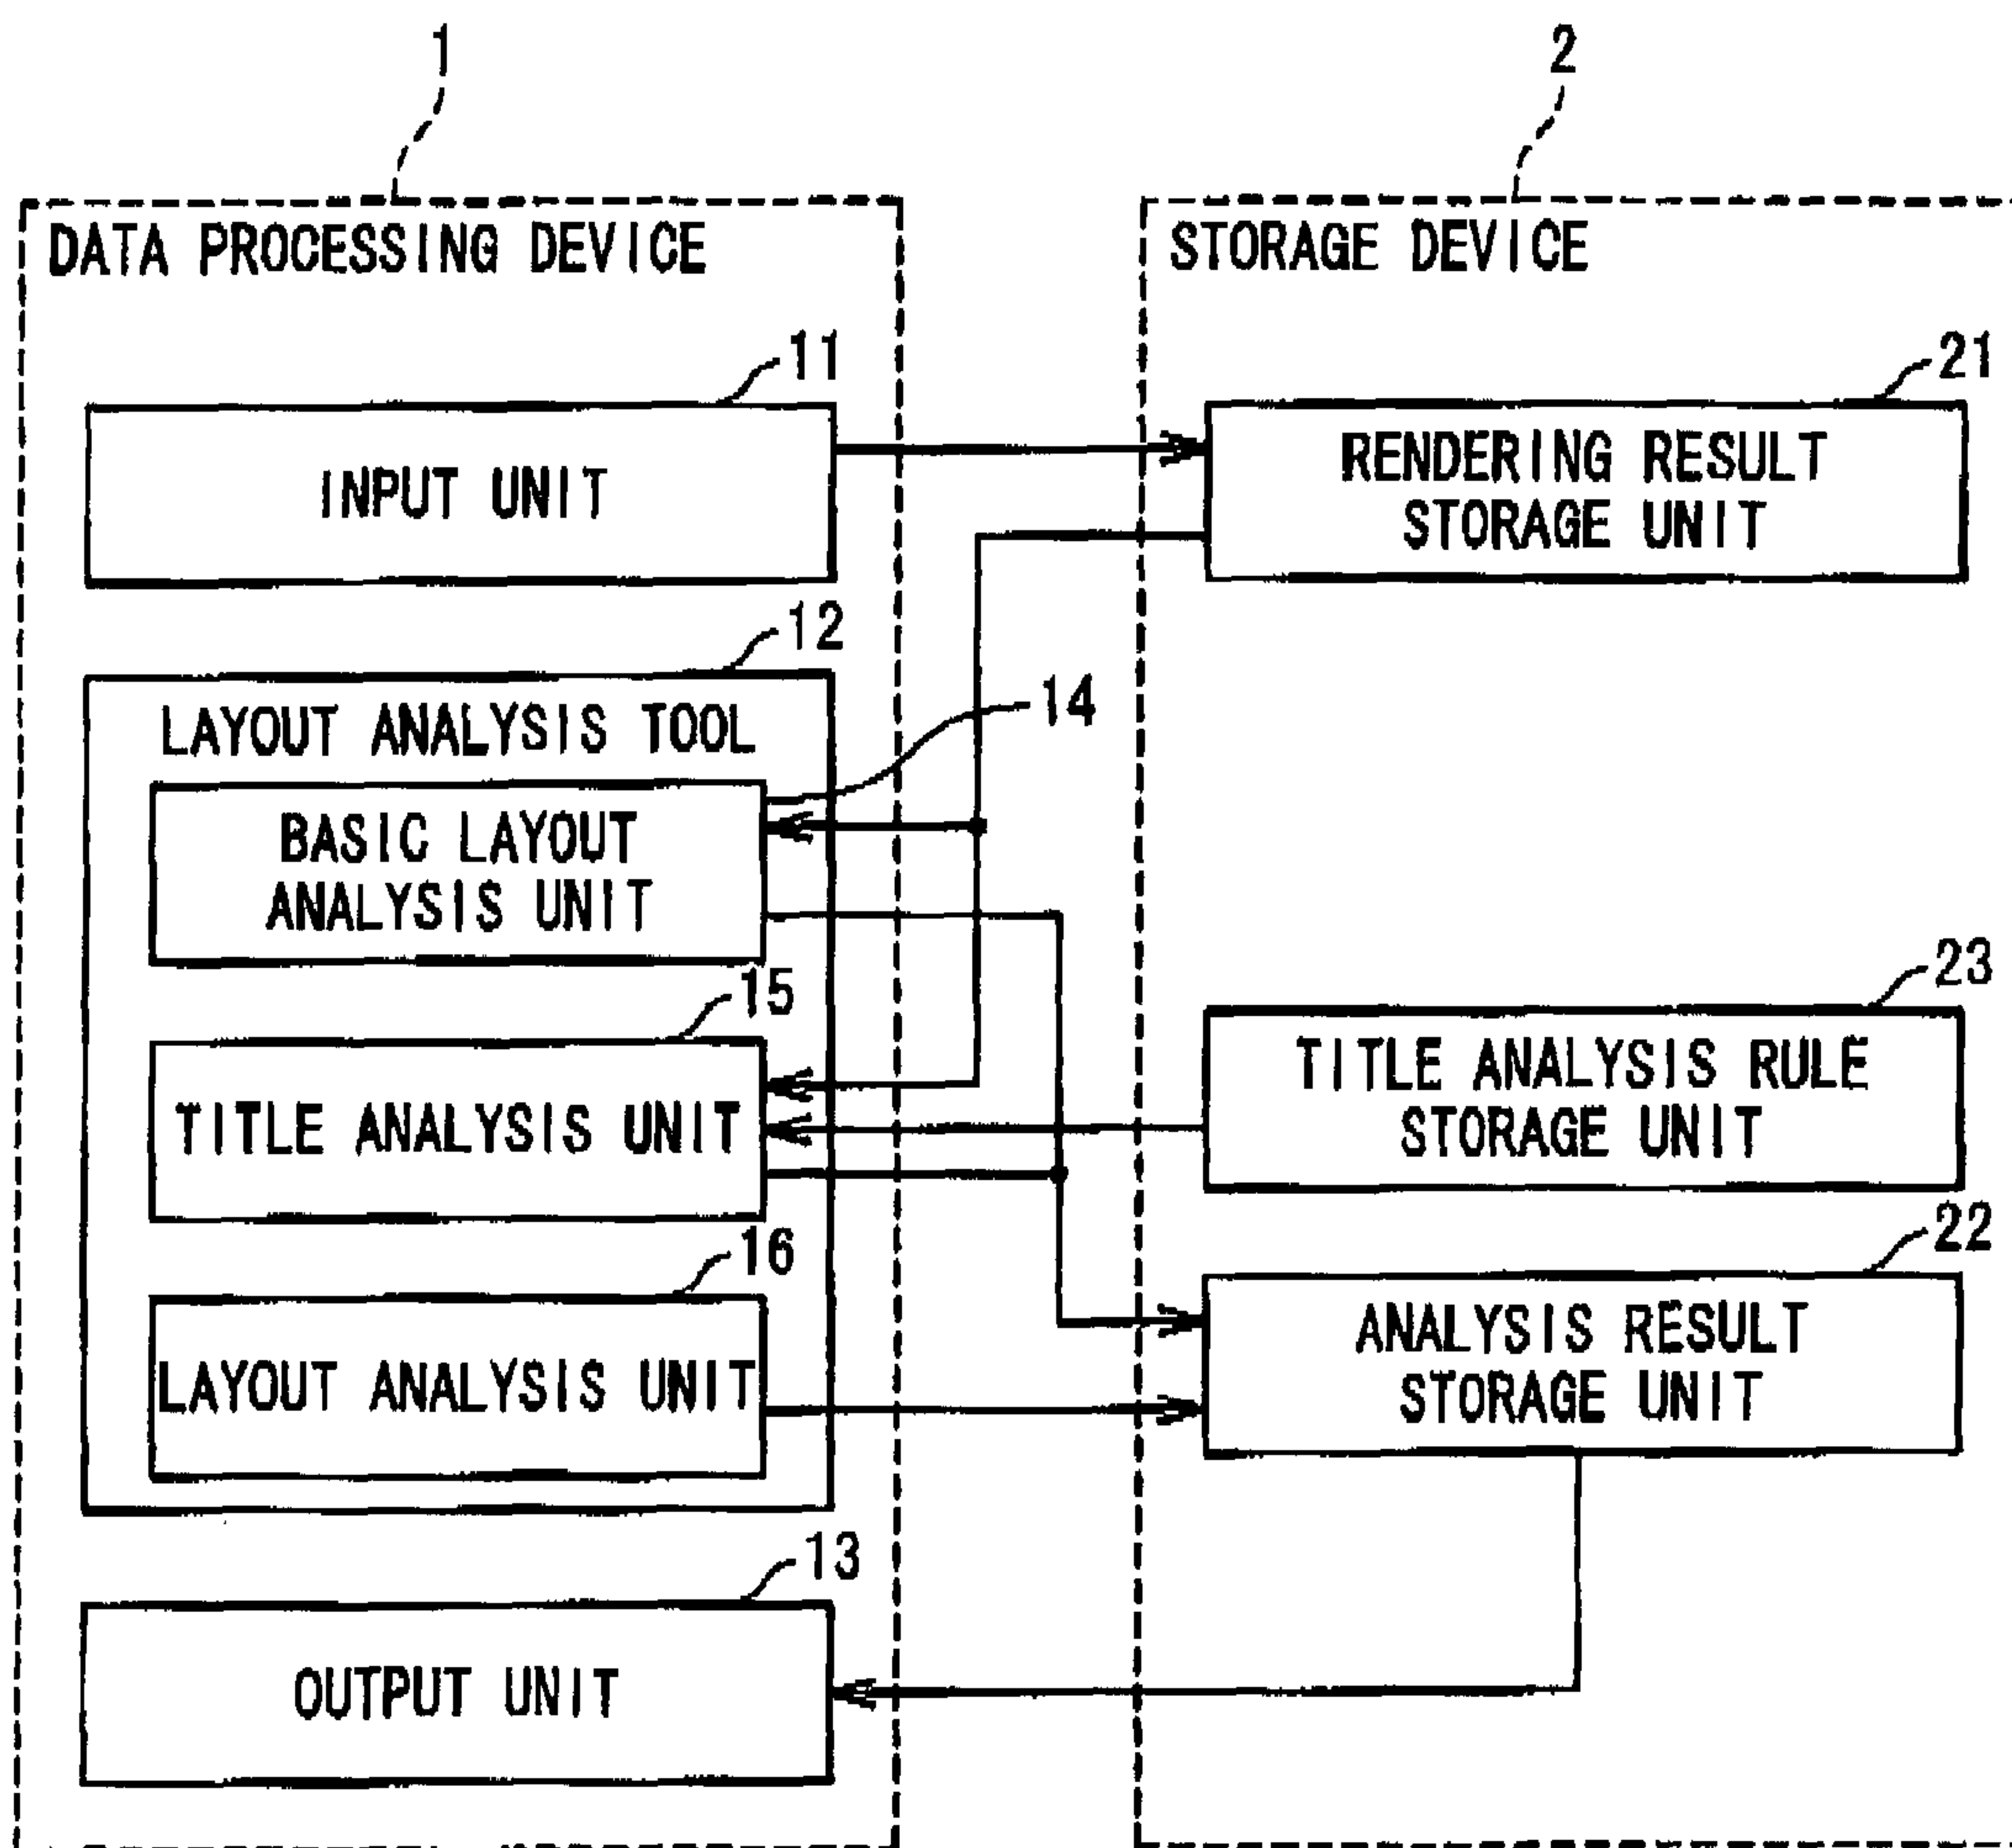 1
2
DATA PROCESSING DEVICE
STORAGE DEVICE
11
INPUT UNIT
21
RENDERING RESULT
STORAGE UNIT
12
LAYOUT ANALYSIS TOOL
14
BASIC LAYOUT
ANALYSIS UNIT
15
TITLE ANALYSIS UNIT
23
TITLE ANALYSIS RULE
STORAGE UNIT
16
LAYOUT ANALYSIS UNIT
22
ANALYSIS RESULT
STORAGE UNIT
13
OUTPUT UNIT